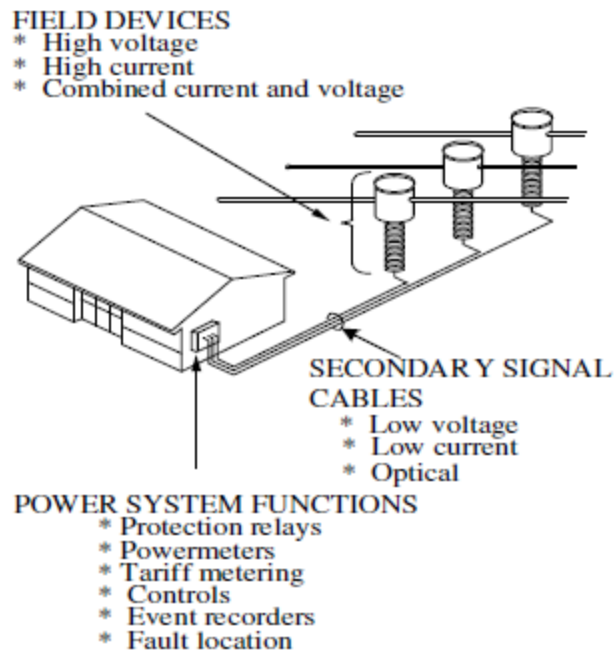 FIELD DEVICES
* High voltage
* High current
* Combined current and voltage
SECONDARY SIGNAL
CABLES
* Low voltage
* Low current
* Optical
POWER SYSTEM FUNCTIONS
* Protection relays
* Powermeters
* Tariff metering
* Controls
* Event recorders
* Fault location